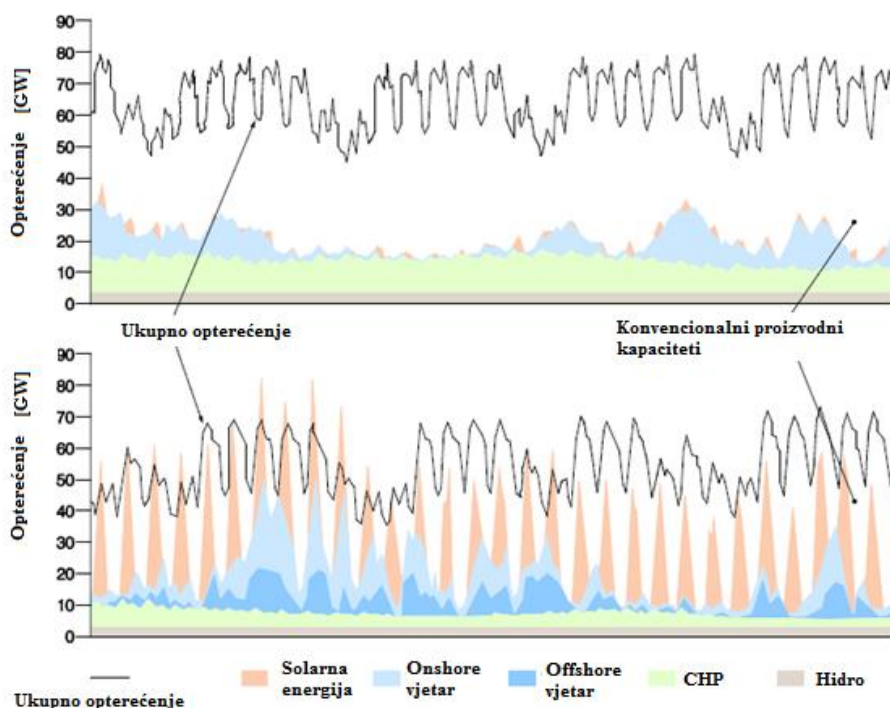 90
80
70
60
50
40
30
20
10
0
Opterećenje [GW]
Ukupno opterećenje
Konvencionalni proizvodni
kapaciteti
90
80
70
60
50
40
30
20
10
0
Opterećenje [GW]
Ukupno opterećenje
Solarna
energija
Onshore
vjetar
Offshore
vjetar
CHP
Hidro